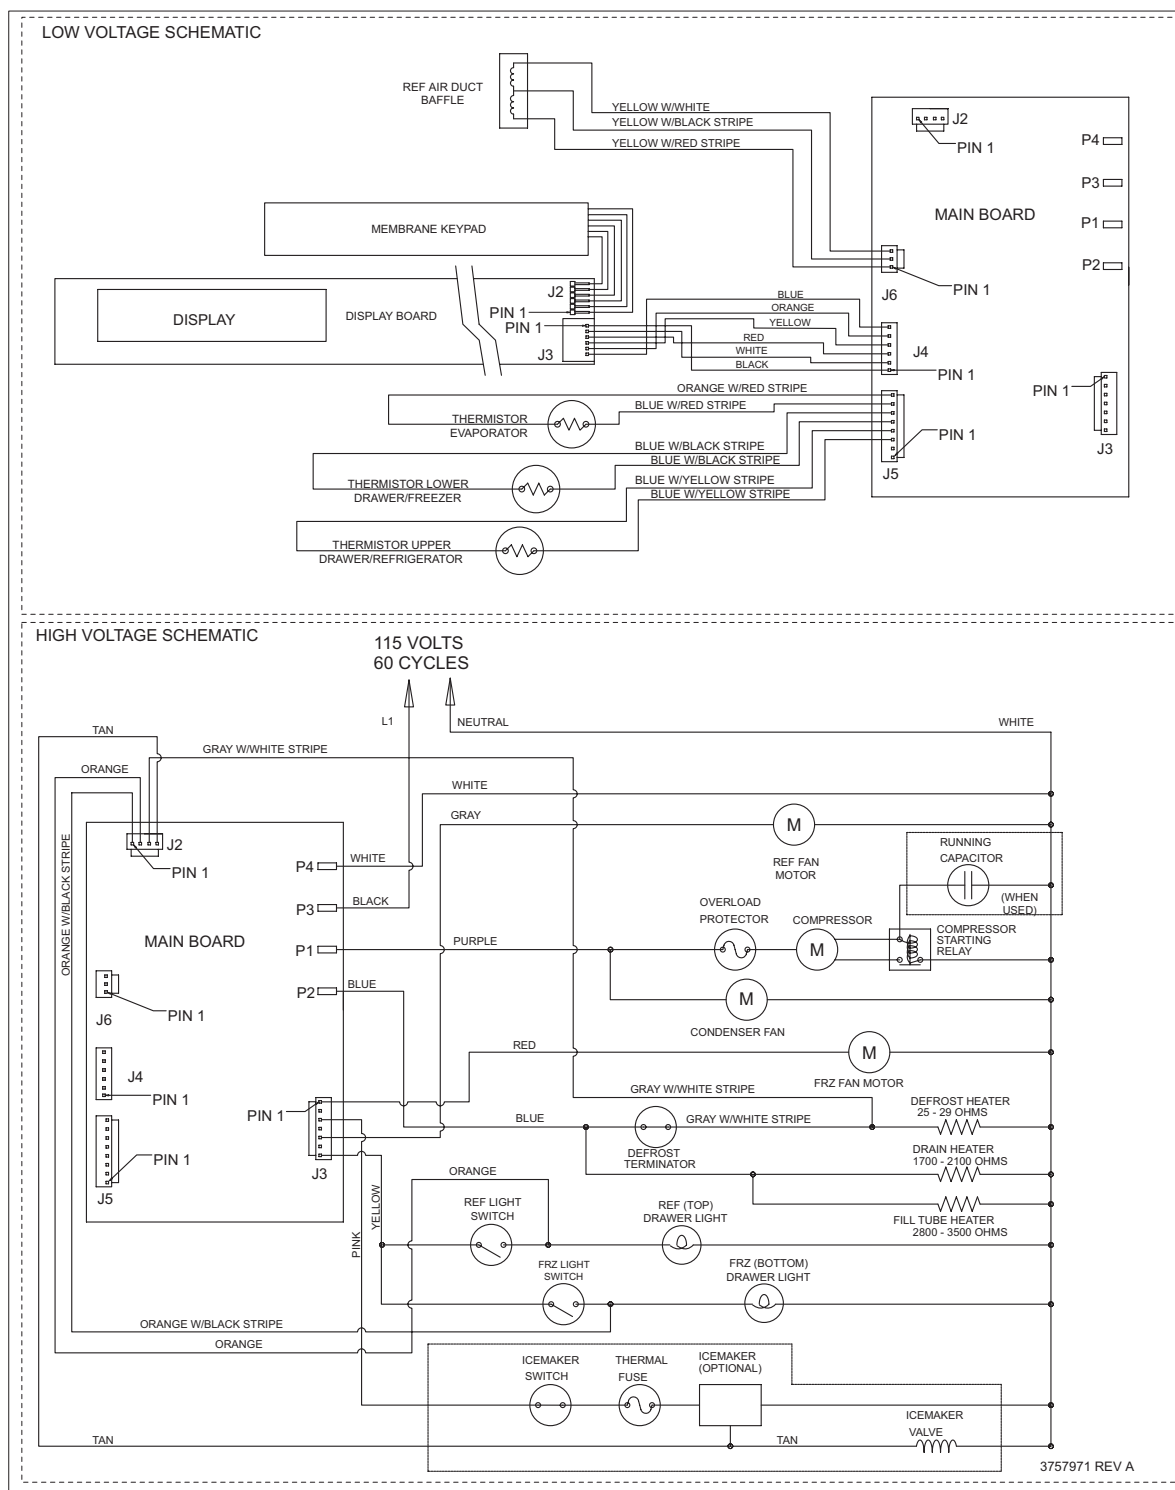 LOW VOLTAGE SCHEMATIC
REF AIR DUCT
BAFFLE
YELLOW W/WHITE
YELLOW W/BLACK STRIPE
YELLOW W/RED STRIPE
J2
PIN 1
P4
P3
MAIN BOARD
P1
P2
MEMBRANE KEYPAD
J6
PIN 1
DISPLAY
DISPLAY BOARD
J2
PIN 1
PIN 1
J3
BLUE
ORANGE
YELLOW
RED
WHITE
BLACK
J4
PIN 1
PIN 1
J3
ORANGE W/RED STRIPE
BLUE W/RED STRIPE
THERMISTOR
EVAPORATOR
PIN 1
J5
BLUE W/BLACK STRIPE
BLUE W/BLACK STRIPE
THERMISTOR LOWER
DRAWER/FREEZER
BLUE W/YELLOW STRIPE
BLUE W/YELLOW STRIPE
THERMISTOR UPPER
DRAWER/REFRIGERATOR
HIGH VOLTAGE SCHEMATIC
115 VOLTS
60 CYCLES
L1
NEUTRAL
WHITE
TAN
GRAY W/WHITE STRIPE
ORANGE
WHITE
GRAY
M
REF FAN
MOTOR
ORANGE W/BLACK STRIPE
J2
PIN 1
P4
WHITE
P3
BLACK
MAIN BOARD
P1
PURPLE
P2
BLUE
RUNNING
CAPACITOR
(WHEN
USED)
OVERLOAD
PROTECTOR
COMPRESSOR
M
COMPRESSOR
STARTING
RELAY
M
CONDENSER FAN
J6
PIN 1
RED
M
FRZ FAN MOTOR
J4
PIN 1
PIN 1
J3
J5
PIN 1
GRAY W/WHITE STRIPE
BLUE
GRAY W/WHITE STRIPE
DEFROST
TERMINATOR
DEFROST HEATER
25 - 29 OHMS
DRAIN HEATER
1700 - 2100 OHMS
FILL TUBE HEATER
2800 - 3500 OHMS
ORANGE
YELLOW
PINK
REF LIGHT
SWITCH
REF (TOP)
DRAWER LIGHT
FRZ LIGHT
SWITCH
FRZ (BOTTOM)
DRAWER LIGHT
ORANGE W/BLACK STRIPE
ORANGE
ICEMAKER
SWITCH
THERMAL
FUSE
ICEMAKER
(OPTIONAL)
ICEMAKER
VALVE
TAN
TAN
3757971 REV A